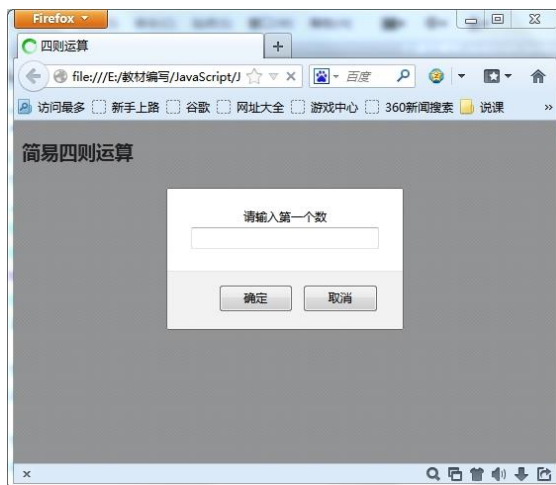 Firefox
四则运算
file:///E:/教材编写/JavaScript/J
百度
访问最多 新手上路 谷歌 网址大全 游戏中心 360新闻搜索 说课 »
简易四则运算
请输入第一个数
确定 取消